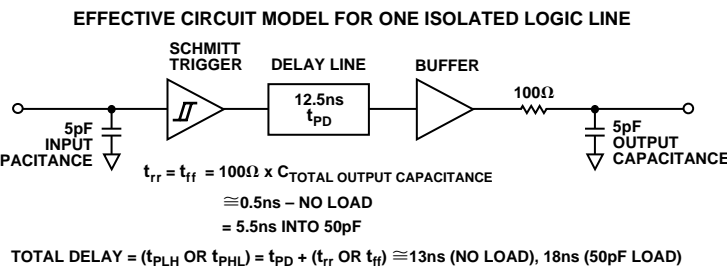 EFFECTIVE CIRCUIT MODEL FOR ONE ISOLATED LOGIC LINE
SCHMITT
TRIGGER
DELAY LINE
BUFFER
12.5ns
tPD
100Ω
5pF
INPUT
PACITANCE
5pF
OUTPUT
CAPACITANCE
trr = tff = 100Ω x CTOTAL OUTPUT CAPACITANCE
≅0.5ns – NO LOAD
= 5.5ns INTO 50pF
TOTAL DELAY = (tPLH OR tPHL) = tPD + (trr OR tff) ≅13ns (NO LOAD), 18ns (50pF LOAD)